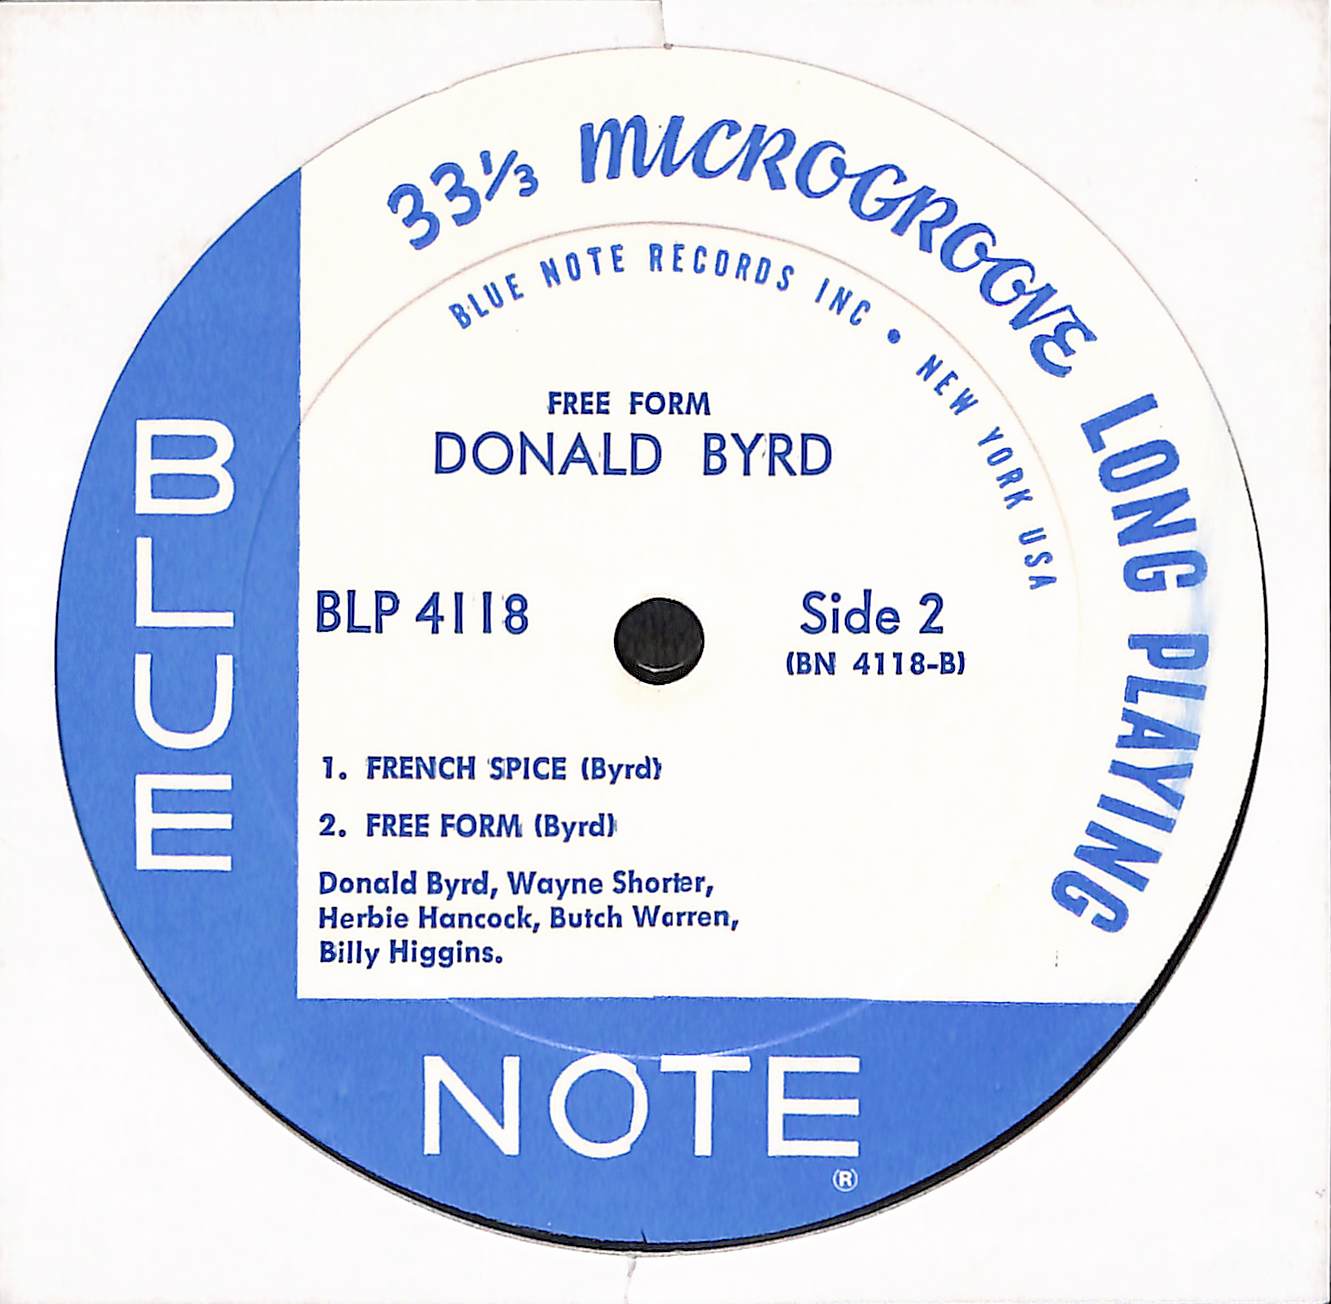 33⅓ MICROGROOVE LONG PLAYING
BLUE NOTE RECORDS INC • NEW YORK USA
FREE FORM
DONALD BYRD
BLP 4118
Side 2
(BN 4118-B)
1. FRENCH SPICE (Byrd)
2. FREE FORM (Byrd)
Donald Byrd, Wayne Shorter,
Herbie Hancock, Butch Warren,
Billy Higgins.
BLUE
NOTE
®